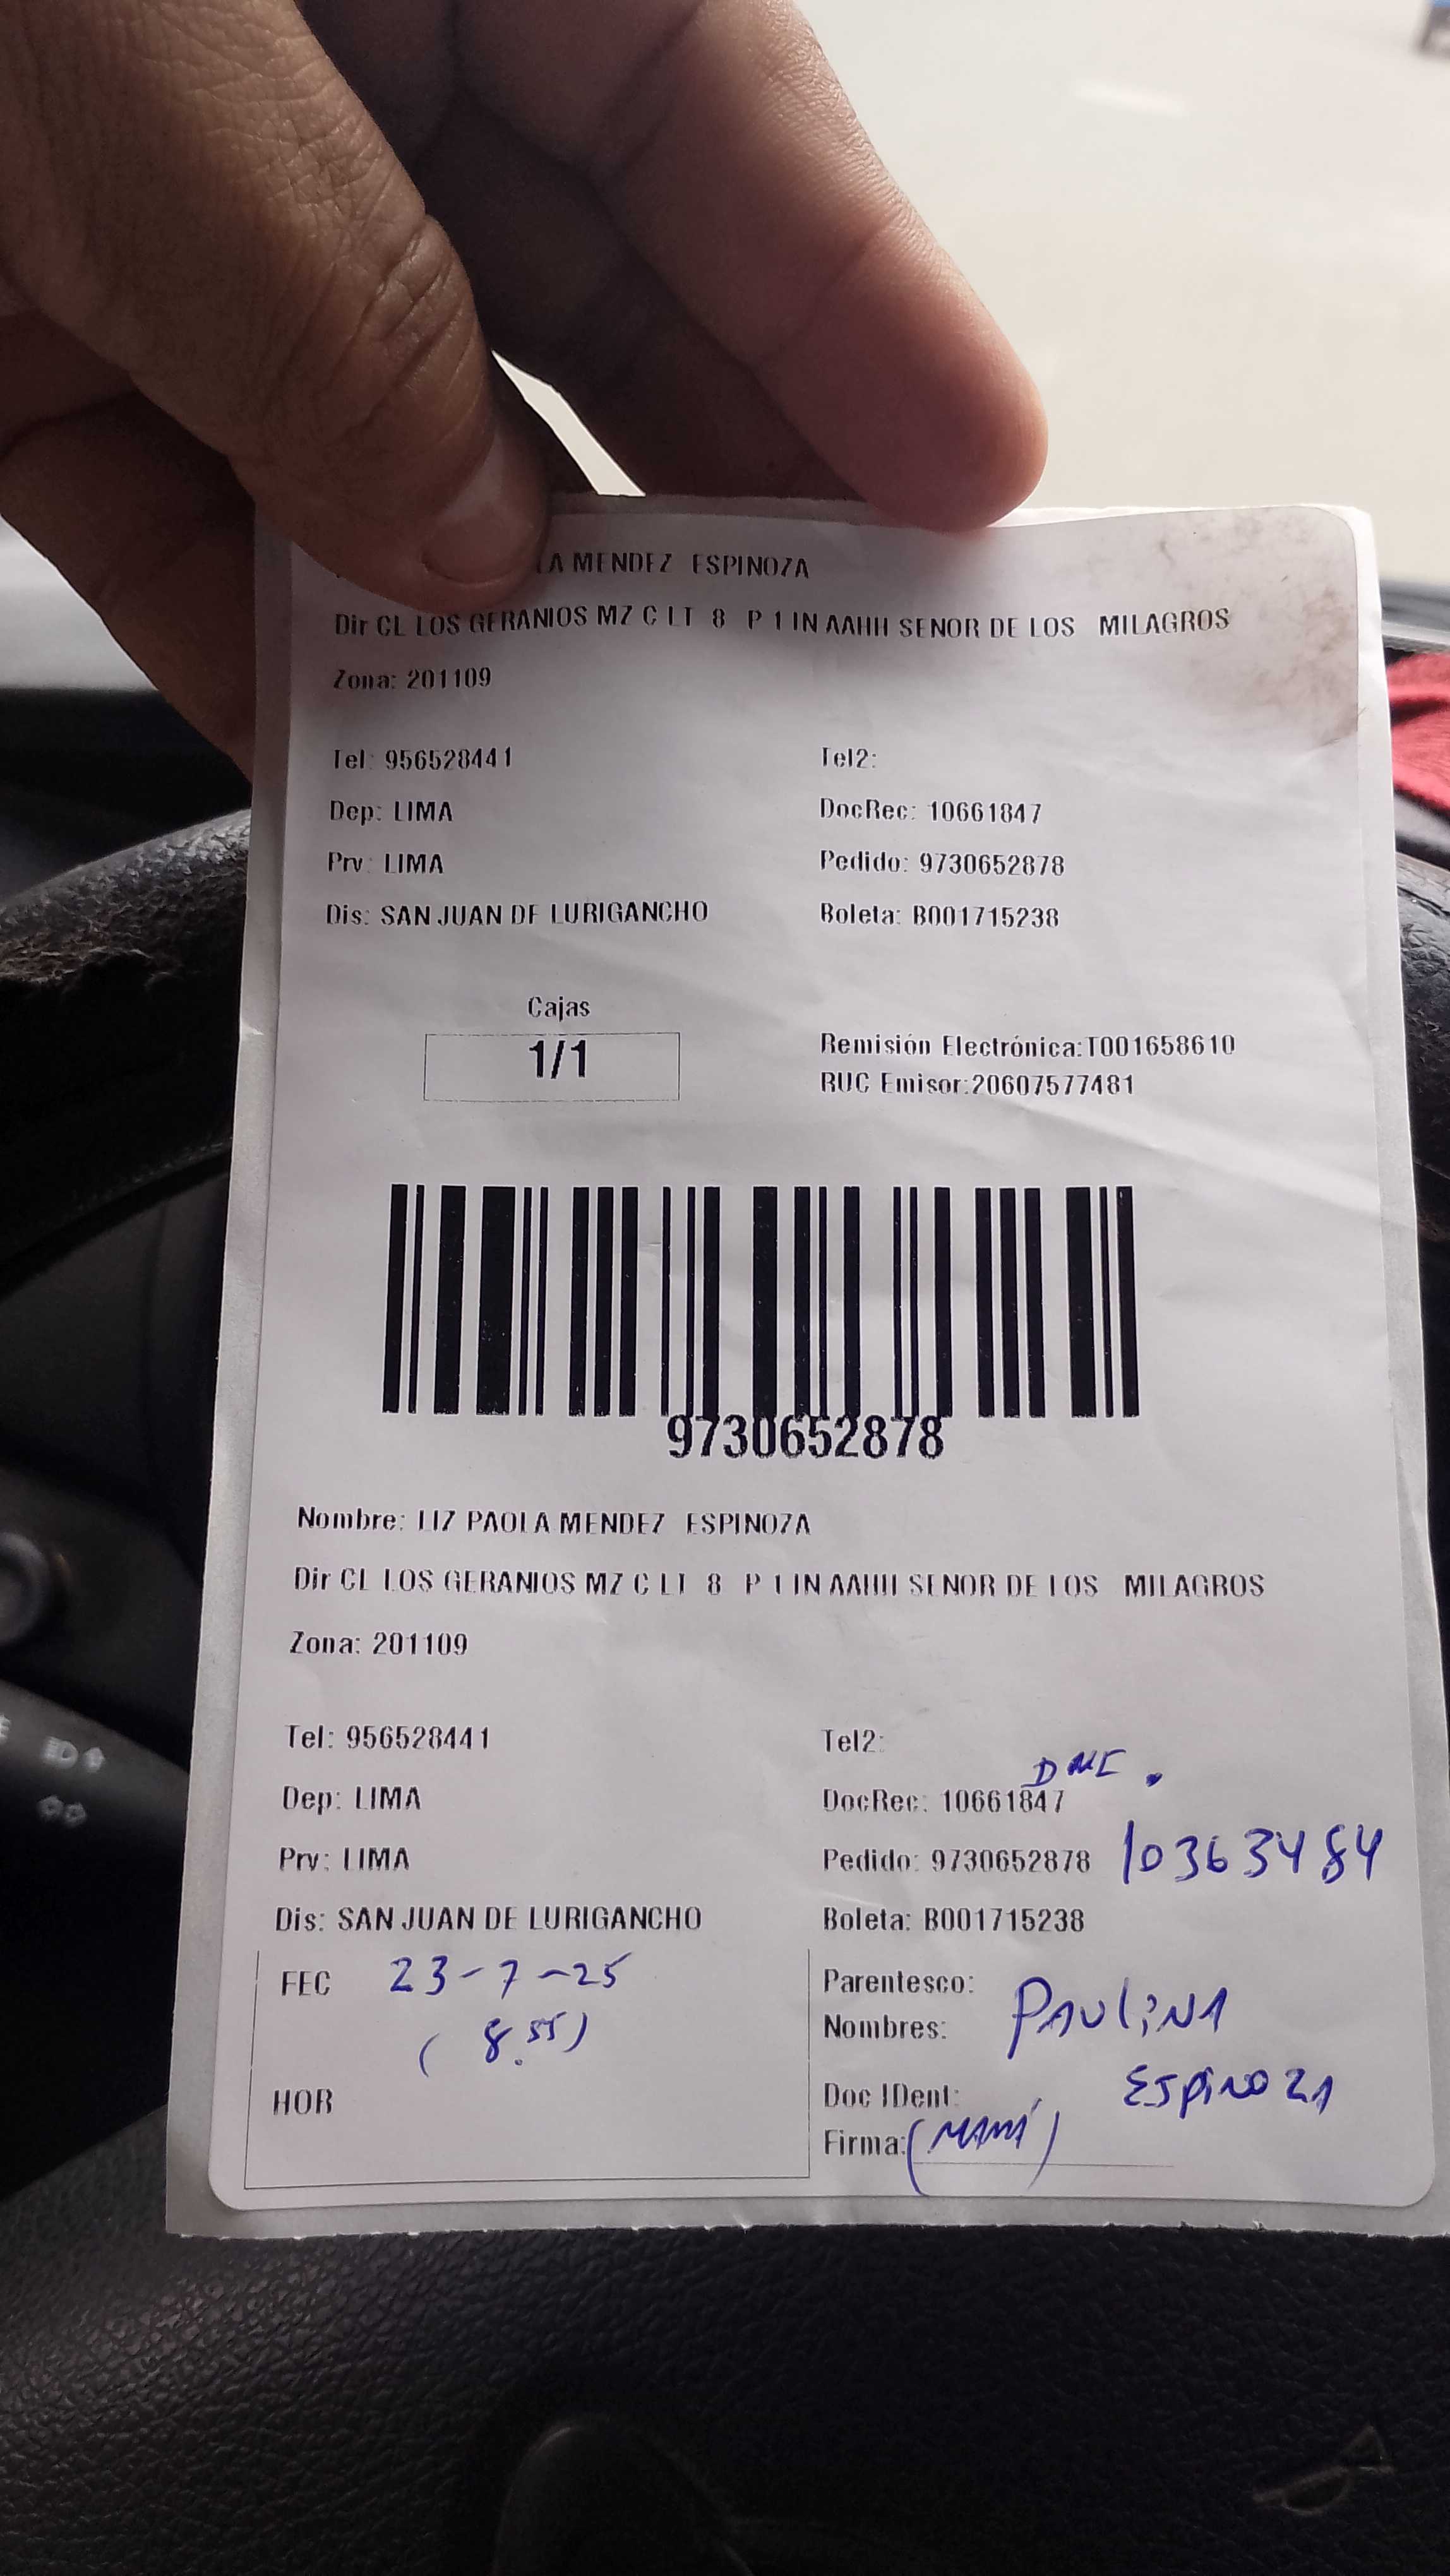 LA MENDEZ ESPINOZA
Dir CL LOS GERANIOS MZ C LT 8 P 1 IN AAHH SENOR DE LOS MILAGROS
Zona: 201109
Tel: 956528441 Tel2:
Dep: LIMA DocRec: 10661847
Prv: LIMA Pedido: 9730652878
Dis: SAN JUAN DE LURIGANCHO Boleta: B001715238
Cajas
1/1
Remisión Electrónica:T001658610
RUC Emisor:20607577481
9730652878
Nombre: LIZ PAOLA MENDEZ ESPINOZA
Dir CL LOS GERANIOS MZ C LT 8 P 1 IN AAHH SENOR DE LOS MILAGROS
Zona: 201109
Tel: 956528441 Tel2:
DNI.
Dep: LIMA DocRec: 10661847
Prv: LIMA Pedido: 9730652878 10363484
Dis: SAN JUAN DE LURIGANCHO Boleta: B001715238
FEC 23-7-25 Parentesco:
(8.55) Nombres: PAULINA
HOR Doc IDent: ESPINOZA
Firma: (MAMÁ)